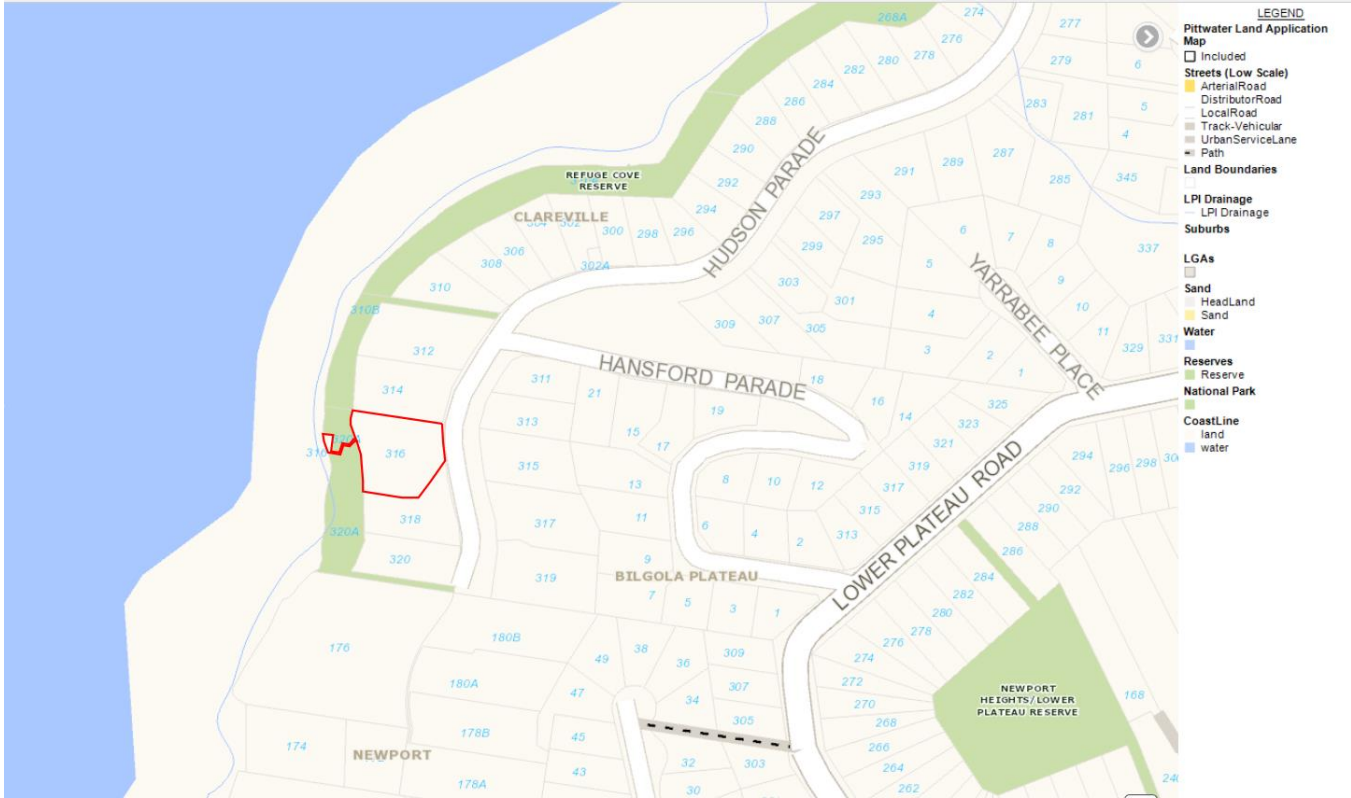 LEGEND
Pittwater Land Application
Map
Included
Streets (Low Scale)
ArterialRoad
DistributorRoad
LocalRoad
Track-Vehicular
UrbanServiceLane
Path
Land Boundaries
LPI Drainage
LPI Drainage
Suburbs
LGAs
Sand
HeadLand
Sand
Water
Reserves
Reserve
National Park
CoastLine
land
water
268A
274
276
278
280
282
284
286
288
290
292
294
296
298
300
302
304
306
308
302A
310
310B
312
314
316
320A
318
320
320A
REFUGE COVE
RESERVE
CLAREVILLE
HUDSON PARADE
277
279
6
283
281
5
4
287
289
291
285
345
293
297
295
299
303
301
305
307
309
6
7
8
337
5
9
10
4
11
3
2
1
329
331
YARRABEE PLACE
HANSFORD PARADE
311
21
313
15
17
19
18
16
14
325
323
321
319
317
315
313
315
13
8
10
12
11
6
4
2
317
9
319
7
5
3
1
BILGOLA PLATEAU
LOWER PLATEAU ROAD
294
296
298
292
290
288
286
284
282
280
278
276
274
272
270
268
266
264
262
176
180B
180A
178B
178A
174
NEWPORT
49
47
45
43
38
36
34
32
30
309
307
305
303
NEWPORT
HEIGHTS/LOWER
PLATEAU RESERVE
168